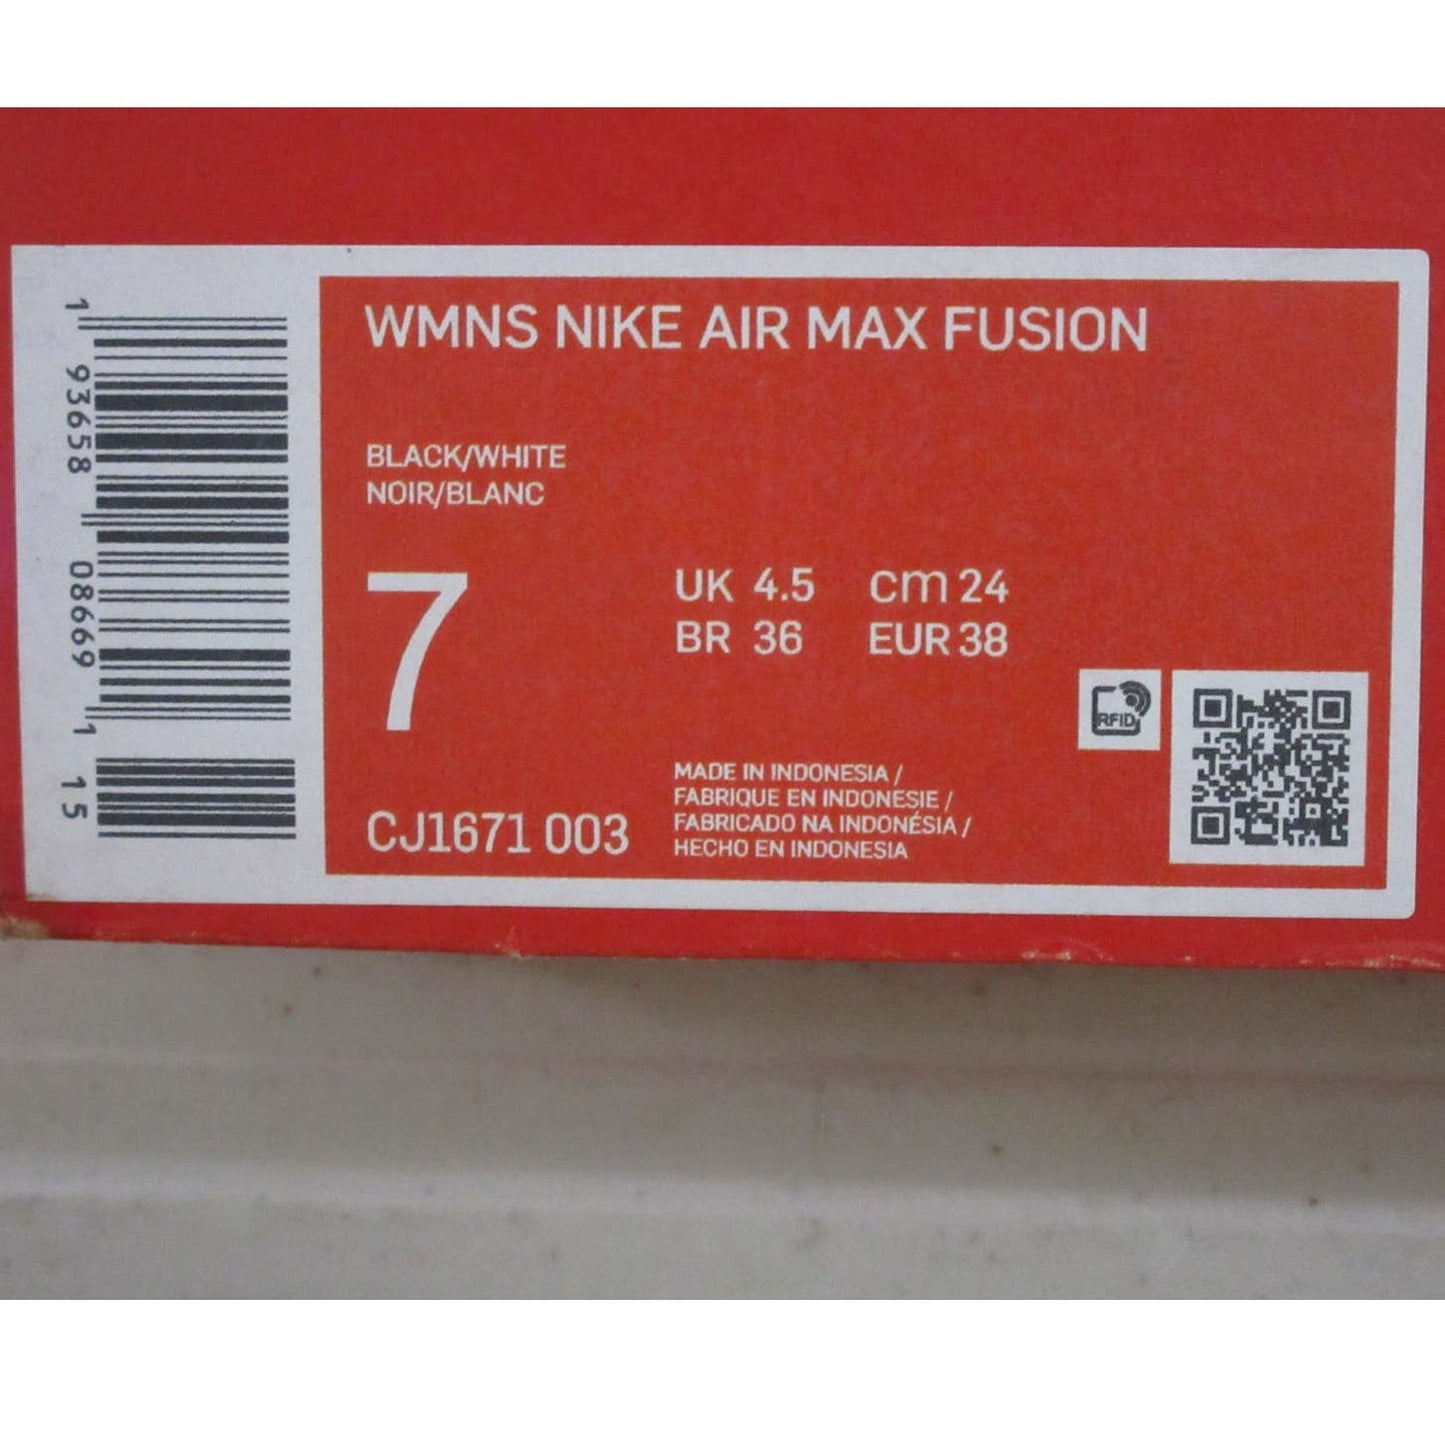 WMNS NIKE AIR MAX FUSION
BLACK/WHITE
NOIR/BLANC
7
UK 4.5 cm 24
BR 36 EUR 38
RFID
MADE IN INDONESIA /
FABRIQUE EN INDONESIE /
FABRICADO NA INDONÉSIA /
HECHO EN INDONESIA
CJ1671 003
1 93658 08669 1 15